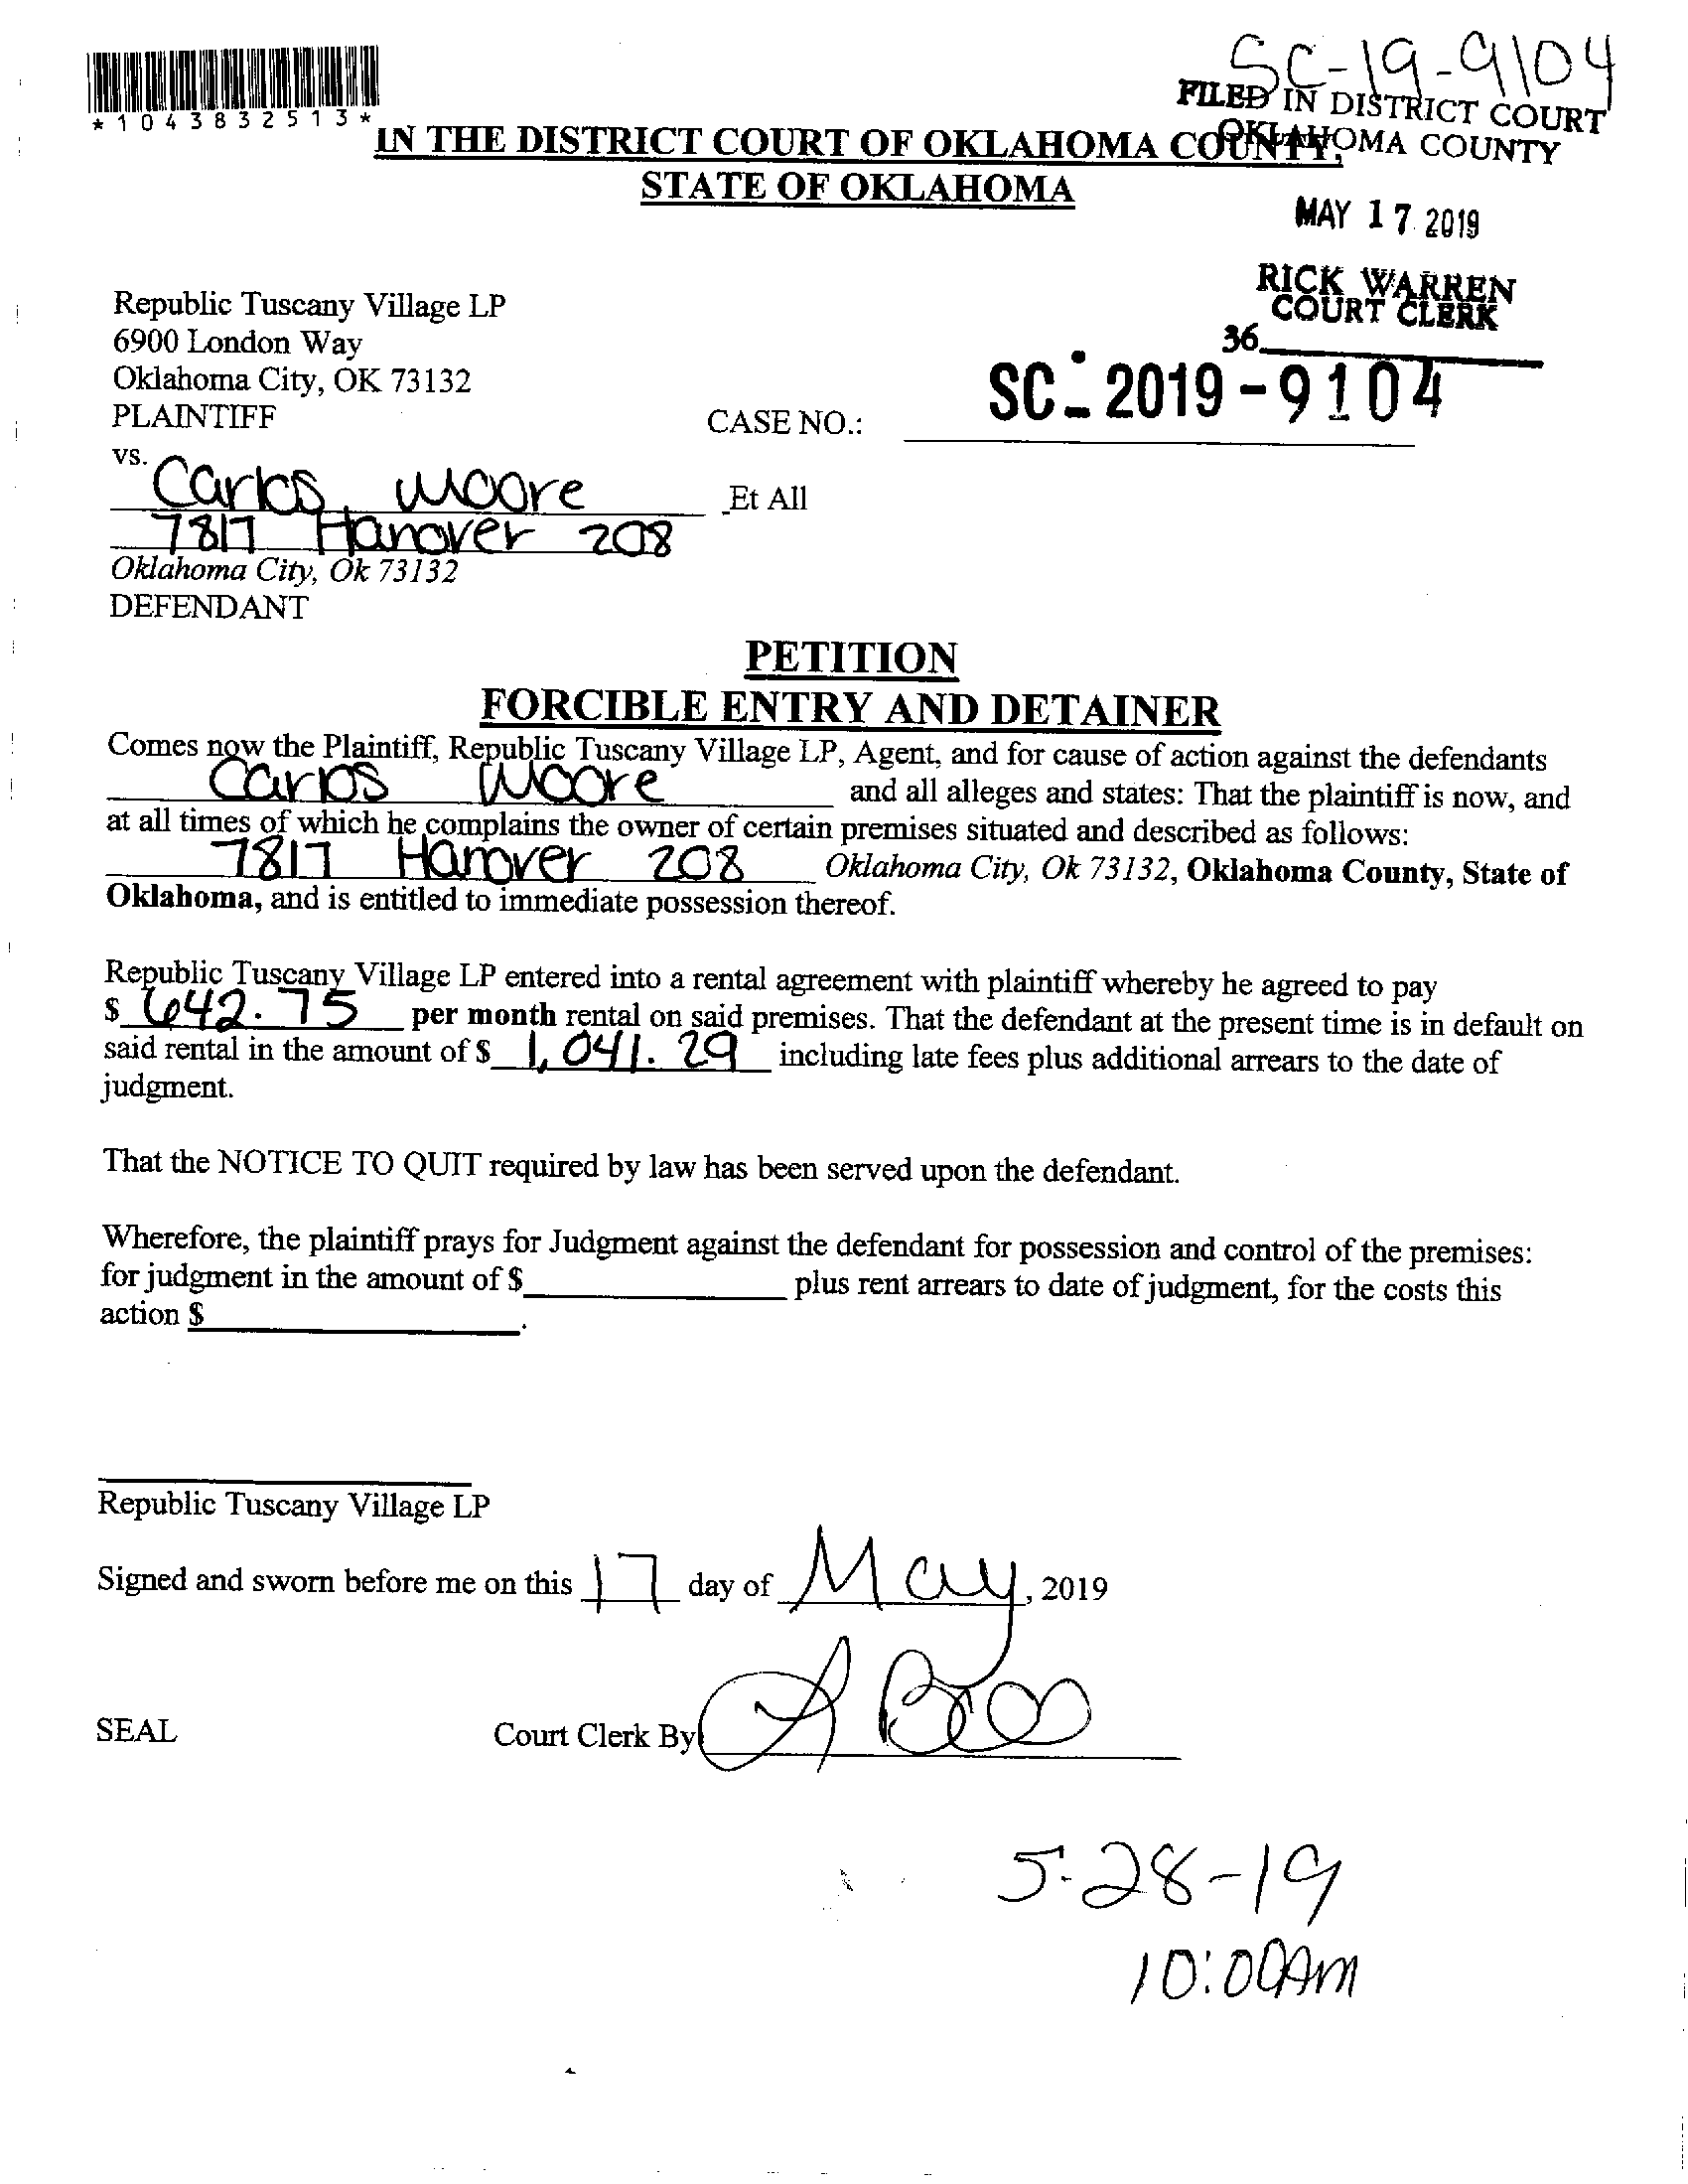 SC-19-9104
FILED IN DISTRICT COURT
OKLAHOMA COUNTY
*1043832513*
IN THE DISTRICT COURT OF OKLAHOMA COUNTY,
STATE OF OKLAHOMA
MAY 17 2019
RICK WARREN
COURT CLERK
36
Republic Tuscany Village LP
6900 London Way
Oklahoma City, OK 73132
PLAINTIFF
CASE NO.: SC-2019-9104
vs.
Carlos Moore Et All
7817 Hanover 208
Oklahoma City, Ok 73132
DEFENDANT
PETITION
FORCIBLE ENTRY AND DETAINER
Comes now the Plaintiff, Republic Tuscany Village LP, Agent, and for cause of action against the defendants
Carlos Moore and all alleges and states: That the plaintiff is now, and
at all times of which he complains the owner of certain premises situated and described as follows:
7817 Hanover 208 Oklahoma City, Ok 73132, Oklahoma County, State of
Oklahoma, and is entitled to immediate possession thereof.
Republic Tuscany Village LP entered into a rental agreement with plaintiff whereby he agreed to pay
$ 642.75 per month rental on said premises. That the defendant at the present time is in default on
said rental in the amount of $ 1,041.29 including late fees plus additional arrears to the date of
judgment.
That the NOTICE TO QUIT required by law has been served upon the defendant.
Wherefore, the plaintiff prays for Judgment against the defendant for possession and control of the premises:
for judgment in the amount of $ plus rent arrears to date of judgment, for the costs this
action $ .
Republic Tuscany Village LP
Signed and sworn before me on this 17 day of May, 2019
SEAL Court Clerk By
5-28-19
10:00AM